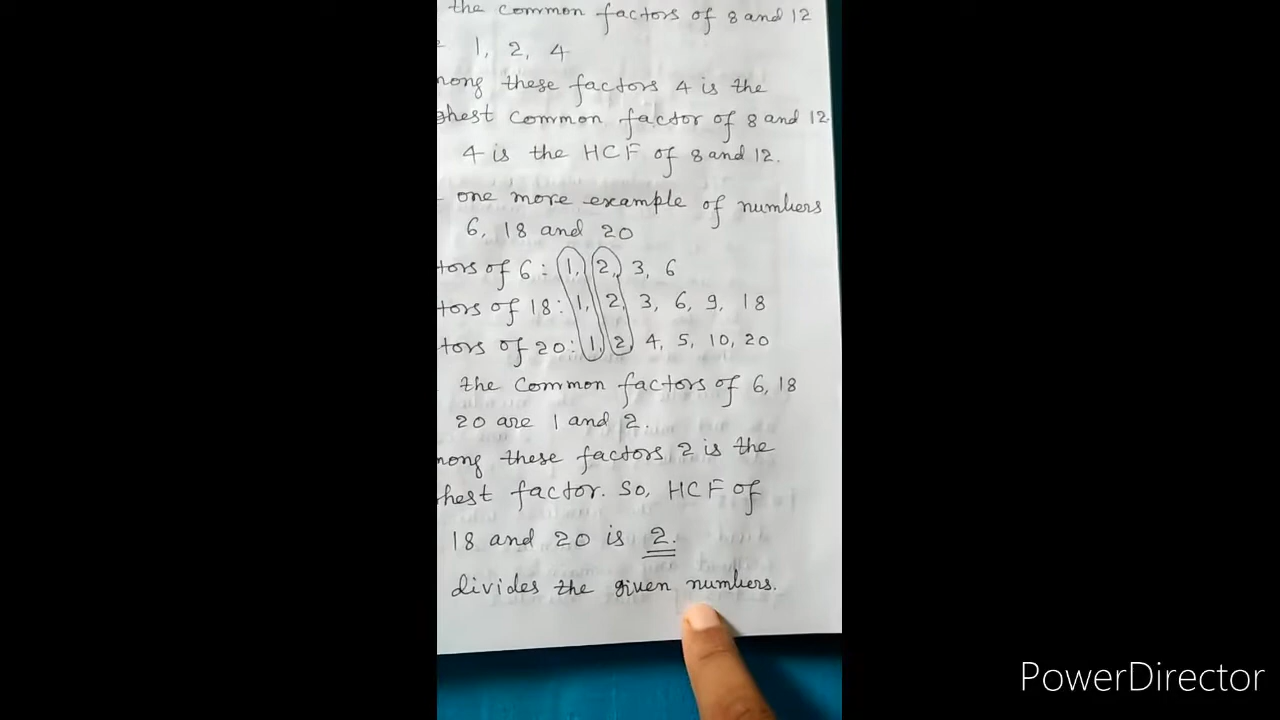 the common factors of 8 and 12
1, 2, 4
mong these factors 4 is the
ghest common factor of 8 and 12
4 is the HCF of 8 and 12.
one more example of numbers
6, 18 and 20
tors of 6: 1, 2, 3, 6
tors of 18: 1, 2, 3, 6, 9, 18
tors of 20: 1, 2, 4, 5, 10, 20
the common factors of 6, 18
20 are 1 and 2.
mong these factors 2 is the
hest factor. So, HCF of
18 and 20 is 2.
divides the given numbers.
PowerDirector